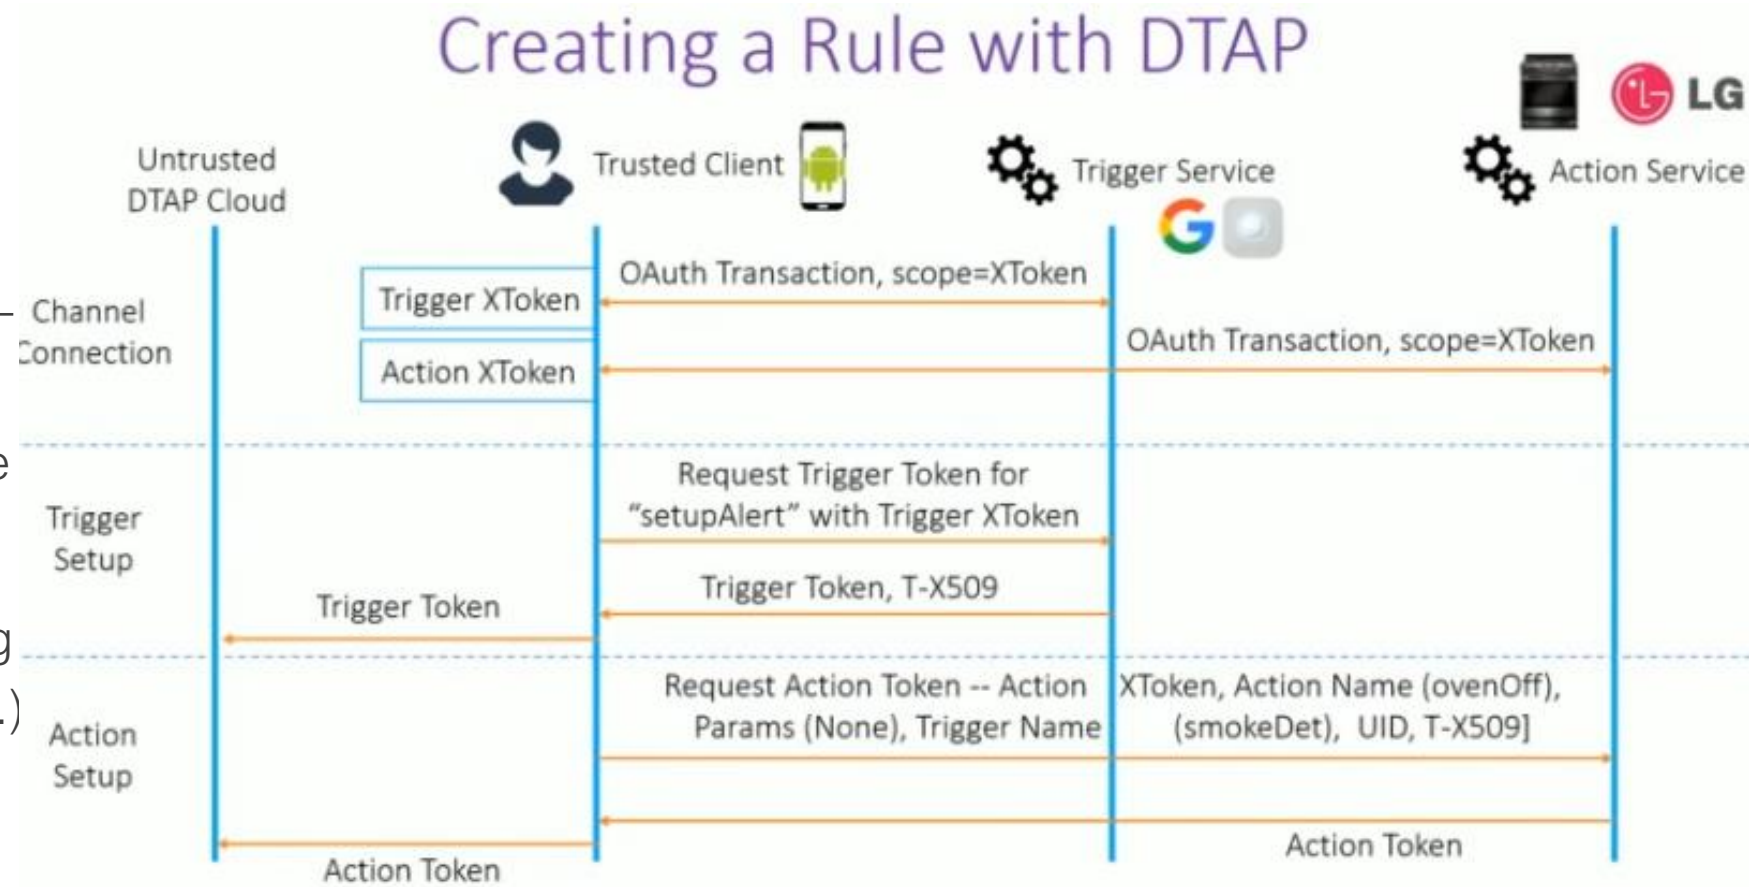 Creating a Rule with DTAP
LG
Untrusted
DTAP Cloud
Trusted Client
Trigger Service
Action Service
G
Channel
Connection
Trigger XToken
OAuth Transaction, scope=XToken
Action XToken
OAuth Transaction, scope=XToken
e
Trigger
Setup
Request Trigger Token for
“setupAlert” with Trigger XToken
Trigger Token, T-X509
Trigger Token
g
.)
Action
Setup
Request Action Token -- Action XToken, Action Name (ovenOff),
Params (None), Trigger Name (smokeDet), UID, T-X509]
Action Token
Action Token